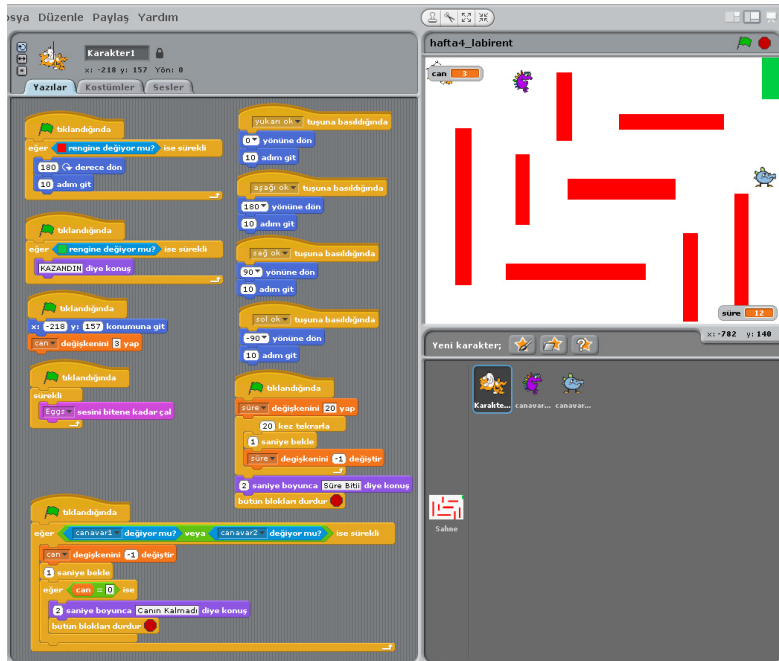 osya Düzenle Paylaş Yardım
Karakter1
x: -218 y: 157 Yön: 0
Yazılar Kostümler Sesler
tıklandığında
eğer rengine değiyor mu? ise sürekli
180 derece dön
10 adım git
tıklandığında
eğer rengine değiyor mu? ise sürekli
KAZANDIN diye konuş
tıklandığında
x: -218 y: 157 konumuna git
can değişkenini 3 yap
tıklandığında
sürekli
Eggs sesini bitene kadar çal
yukarı ok tuşuna basıldığında
0 yönüne dön
10 adım git
aşağı ok tuşuna basıldığında
180 yönüne dön
10 adım git
sağ ok tuşuna basıldığında
90 yönüne dön
10 adım git
sol ok tuşuna basıldığında
-90 yönüne dön
10 adım git
tıklandığında
süre değişkenini 20 yap
20 kez tekrarla
1 saniye bekle
süre degişkenini -1 değiştir
2 saniye boyunca Süre Bitii diye konuş
bütün blokları durdur
tıklandığında
eğer canavar1 değiyor mu? veya canavar2 değiyor mu? ise sürekli
can degişkenini -1 değiştir
1 saniye bekle
eğer can = 0 ise
2 saniye boyunca Canın Kalmadı diye konuş
bütün blokları durdur
hafta4_labirent
can 3
süre 12
x: -782 y: 140
Yeni karakter;
Karakte... canavar... canavar...
Sahne